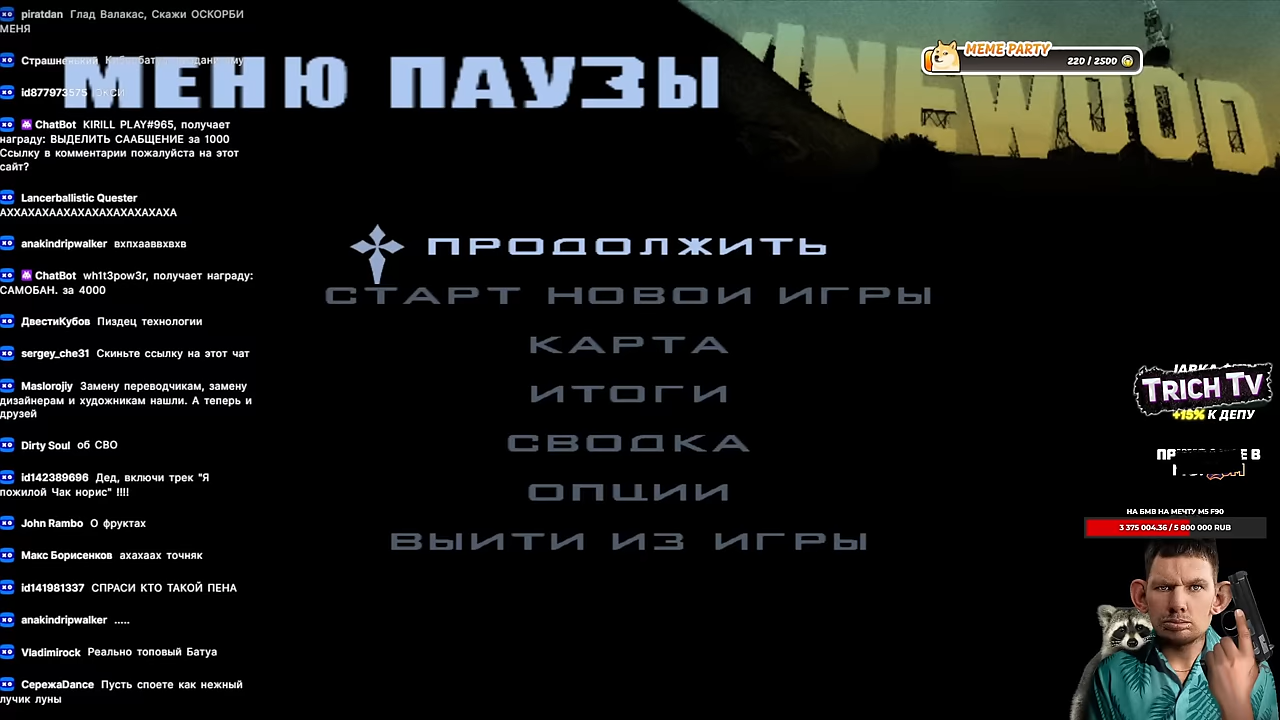 piratdan Глад Валакас, Скажи ОСКОРБИ
МЕНЯ
Страшненький
id877973575
МЕНЮ ПАУЗЫ
VINEWOOD
MEME PARTY
220 / 2500
ChatBot KIRILL PLAY#965, получает
награду: ВЫДЕЛИТЬ СААБЩЕНИЕ за 1000
Ссылку в комментарии пожалуйста на этот
сайт?
Lancerballistic Quester
АХХАХАХААХАХАХАХАХАХАХАХА
anakindripwalker вхпхааввхвхв
ChatBot wh1t3pow3r, получает награду:
САМОБАН. за 4000
ДвестиКубов Пиздец технологии
sergey_che31 Скиньте ссылку на этот чат
Maslorojiy Замену переводчикам, замену
дизайнерам и художникам нашли. А теперь и
друзей
Dirty Soul об СВО
id142389696 Дед, включи трек "Я
пожилой Чак норис" !!!!
John Rambo О фруктах
Макс Борисенков ахахаах точняк
id141981337 СПРАСИ КТО ТАКОЙ ПЕНА
anakindripwalker .....
Vladimirock Реально топовый Батуа
СережаDance Пусть споете как нежный
лучик луны
ПРОДОЛЖИТЬ
СТАРТ НОВОИ ИГРЫ
КАРТА
ИТОГИ
СВОДКА
ОПЦИИ
ВЫИТИ ИЗ ИГРЫ
TRICH TV
+15% К ДЕПУ
НА БМВ НА МЕЧТУ M5 F90
3 375 004.36 / 5 800 000 RUB